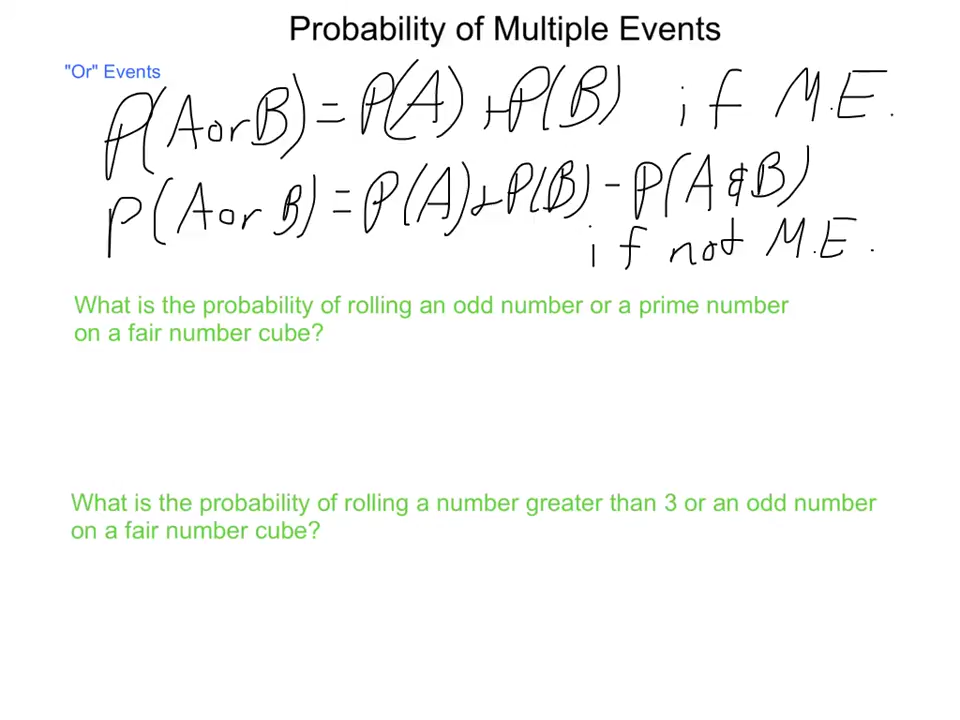 Probability of Multiple Events
"Or" Events
P(A or B) = P(A) + P(B) if M.E.
P(A or B) = P(A) + P(B) - P(A & B)
if not M.E.
What is the probability of rolling an odd number or a prime number
on a fair number cube?
What is the probability of rolling a number greater than 3 or an odd number
on a fair number cube?